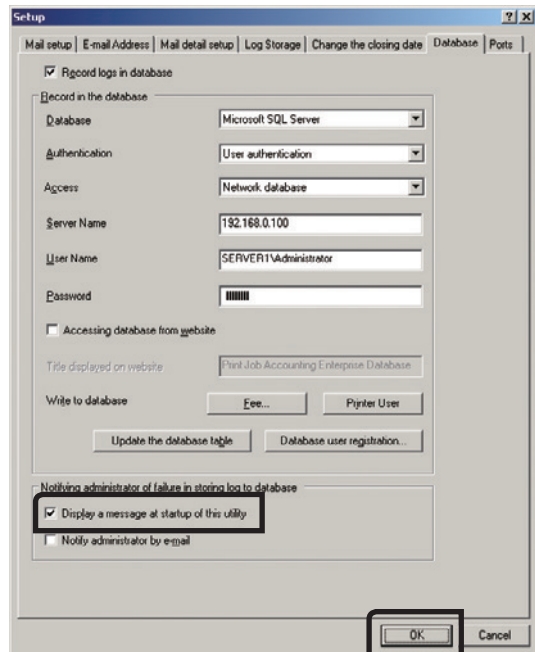 Setup
Mail setup E-mail Address Mail detail setup Log Storage Change the closing date Database Ports
Record logs in database
Record in the database
Database Microsoft SQL Server
Authentication User authentication
Access Network database
Server Name 192.168.0.100
User Name SERVER1\Administrator
Password
Accessing database from website
Title displayed on website Print Job Accounting Enterprise Database
Write to database Fee... Printer User
Update the database table Database user registration...
Notifying administrator of failure in storing log to database
Display a message at startup of this utility
Notify administrator by e-mail
OK Cancel